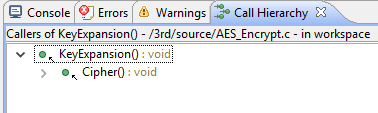 Console Errors Warnings Call Hierarchy
Callers of KeyExpansion() - /3rd/source/AES_Encrypt.c - in workspace
KeyExpansion() : void
Cipher() : void